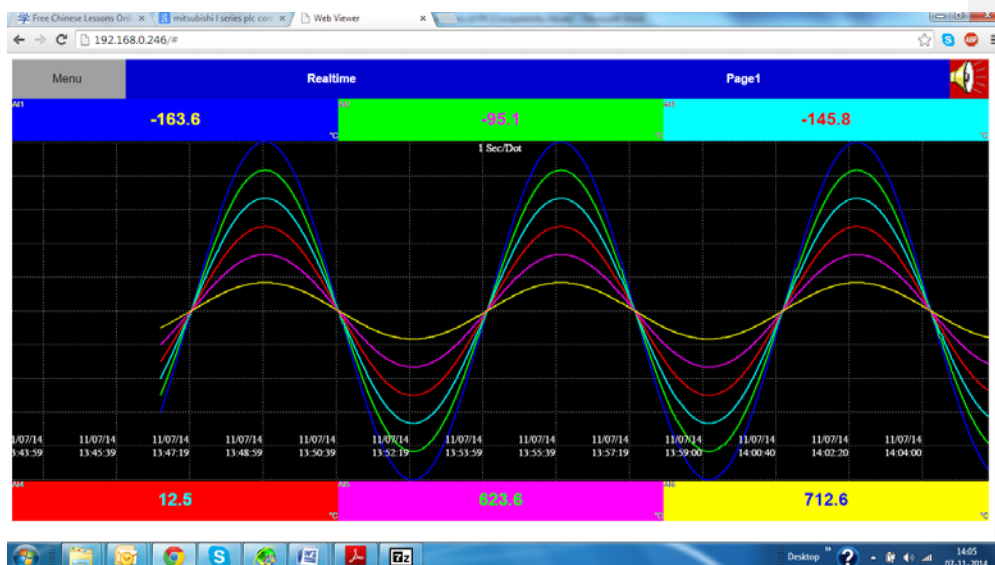 Free Chinese Lessons Onli
mitsubishi l series plc com
Web Viewer
192.168.0.246/#
ABP
Menu
Realtime
Page1
AI1
-163.6
°C
-95.1
AI3
-145.8
°C
1 Sec/Dot
1/07/14 11/07/14 11/07/14 11/07/14 11/07/14 11/07/14 11/07/14 11/07/14 11/07/14 11/07/14 11/07/14 11/07/14 11/07/14
3:43:59 13:45:39 13:47:19 13:48:59 13:50:39 13:52:19 13:53:59 13:55:39 13:57:19 13:59:00 14:00:40 14:02:20 14:04:00
AI4
12.5
°C
AI5
623.6
°C
AI6
712.6
°C
Desktop
14:05
07-11-2014